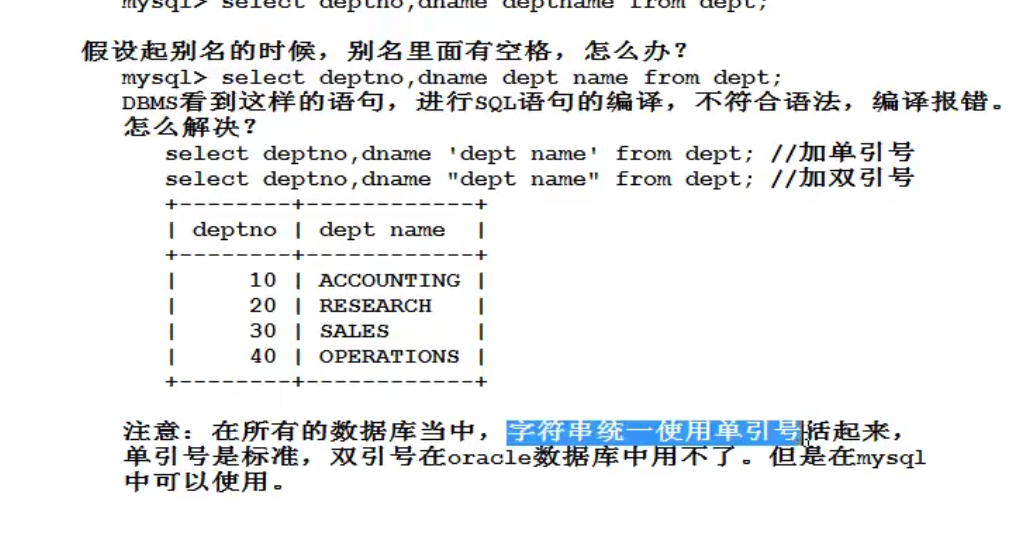 mysql> select deptno,dname deptname from dept;
假设起别名的时候，别名里面有空格，怎么办？
mysql> select deptno,dname dept name from dept;
DBMS看到这样的语句，进行SQL语句的编译，不符合语法，编译报错。
怎么解决？
select deptno,dname 'dept name' from dept; //加单引号
select deptno,dname "dept name" from dept; //加双引号
+--------+------------+
| deptno | dept name  |
+--------+------------+
|     10 | ACCOUNTING |
|     20 | RESEARCH   |
|     30 | SALES      |
|     40 | OPERATIONS |
+--------+------------+
注意：在所有的数据库当中，字符串统一使用单引号括起来，
单引号是标准，双引号在oracle数据库中用不了。但是在mysql
中可以使用。